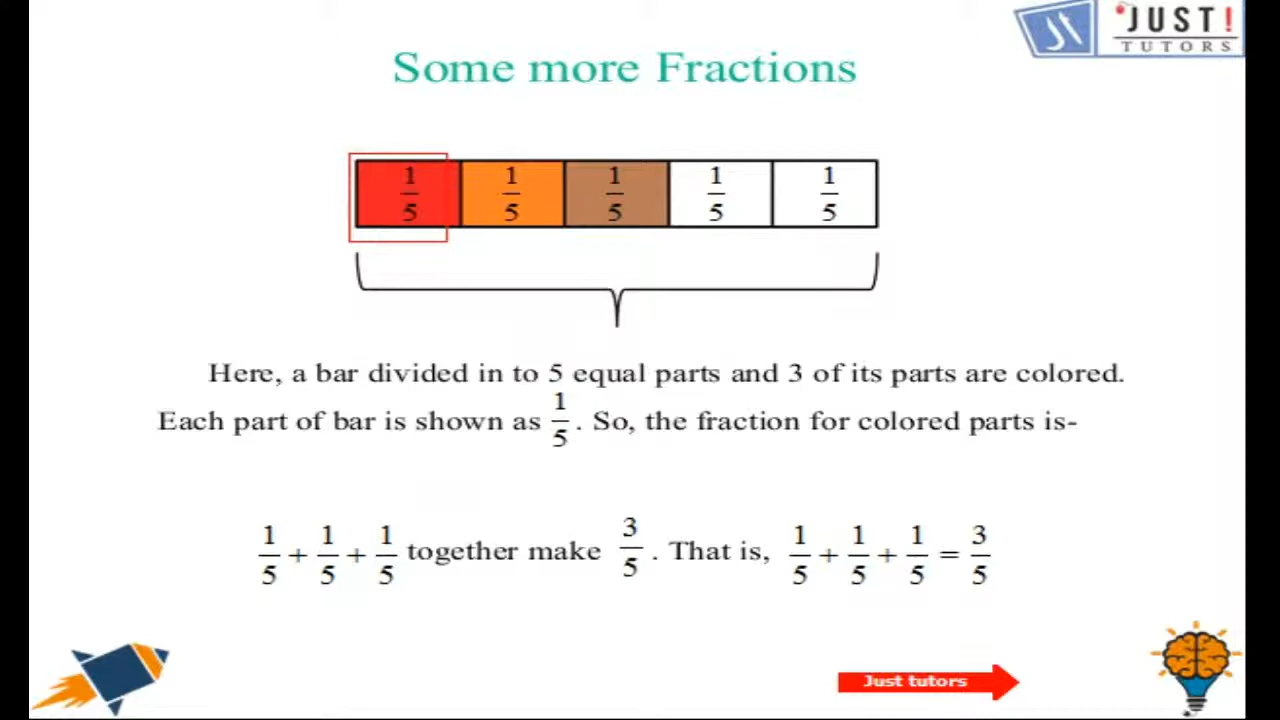 JUST!
TUTORS
Some more Fractions
1/5 1/5 1/5 1/5 1/5
Here, a bar divided in to 5 equal parts and 3 of its parts are colored.
Each part of bar is shown as 1/5. So, the fraction for colored parts is-
1/5 + 1/5 + 1/5 together make 3/5. That is, 1/5 + 1/5 + 1/5 = 3/5
Just tutors